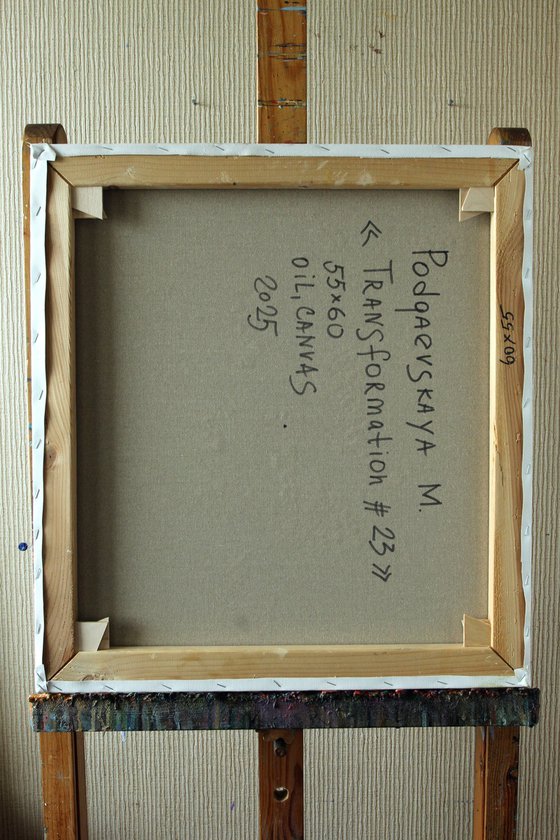 Podgaevskaya M.
« Transformation # 23 »
55x60
oil, canvas
2025
55x60